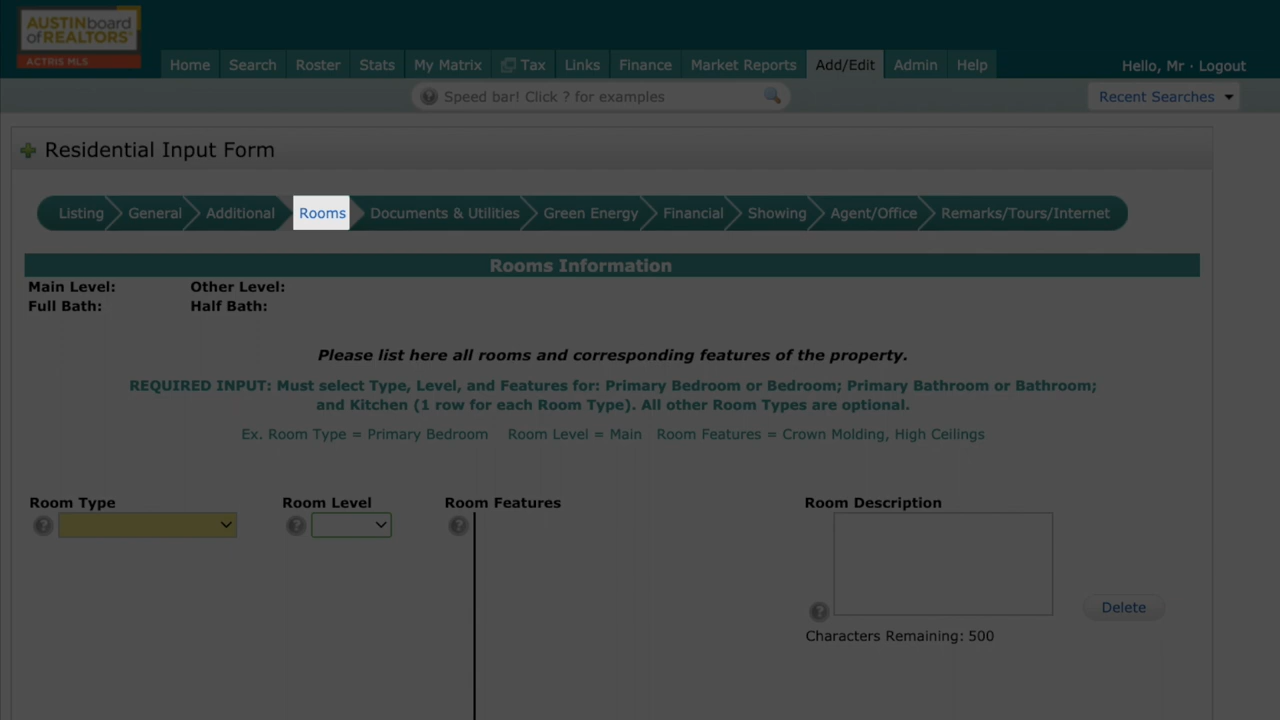 AUSTINboard
of REALTORS®
ACTRIS MLS
Home Search Roster Stats My Matrix Tax Links Finance Market Reports Add/Edit Admin Help
Hello, Mr · Logout
? Speed bar! Click ? for examples
Recent Searches
Residential Input Form
Listing General Additional Rooms Documents & Utilities Green Energy Financial Showing Agent/Office Remarks/Tours/Internet
Rooms Information
Main Level: Other Level:
Full Bath: Half Bath:
Please list here all rooms and corresponding features of the property.
REQUIRED INPUT: Must select Type, Level, and Features for: Primary Bedroom or Bedroom; Primary Bathroom or Bathroom;
and Kitchen (1 row for each Room Type). All other Room Types are optional.
Ex. Room Type = Primary Bedroom Room Level = Main Room Features = Crown Molding, High Ceilings
Room Type Room Level Room Features Room Description
? ? ?
?
Delete
Characters Remaining: 500